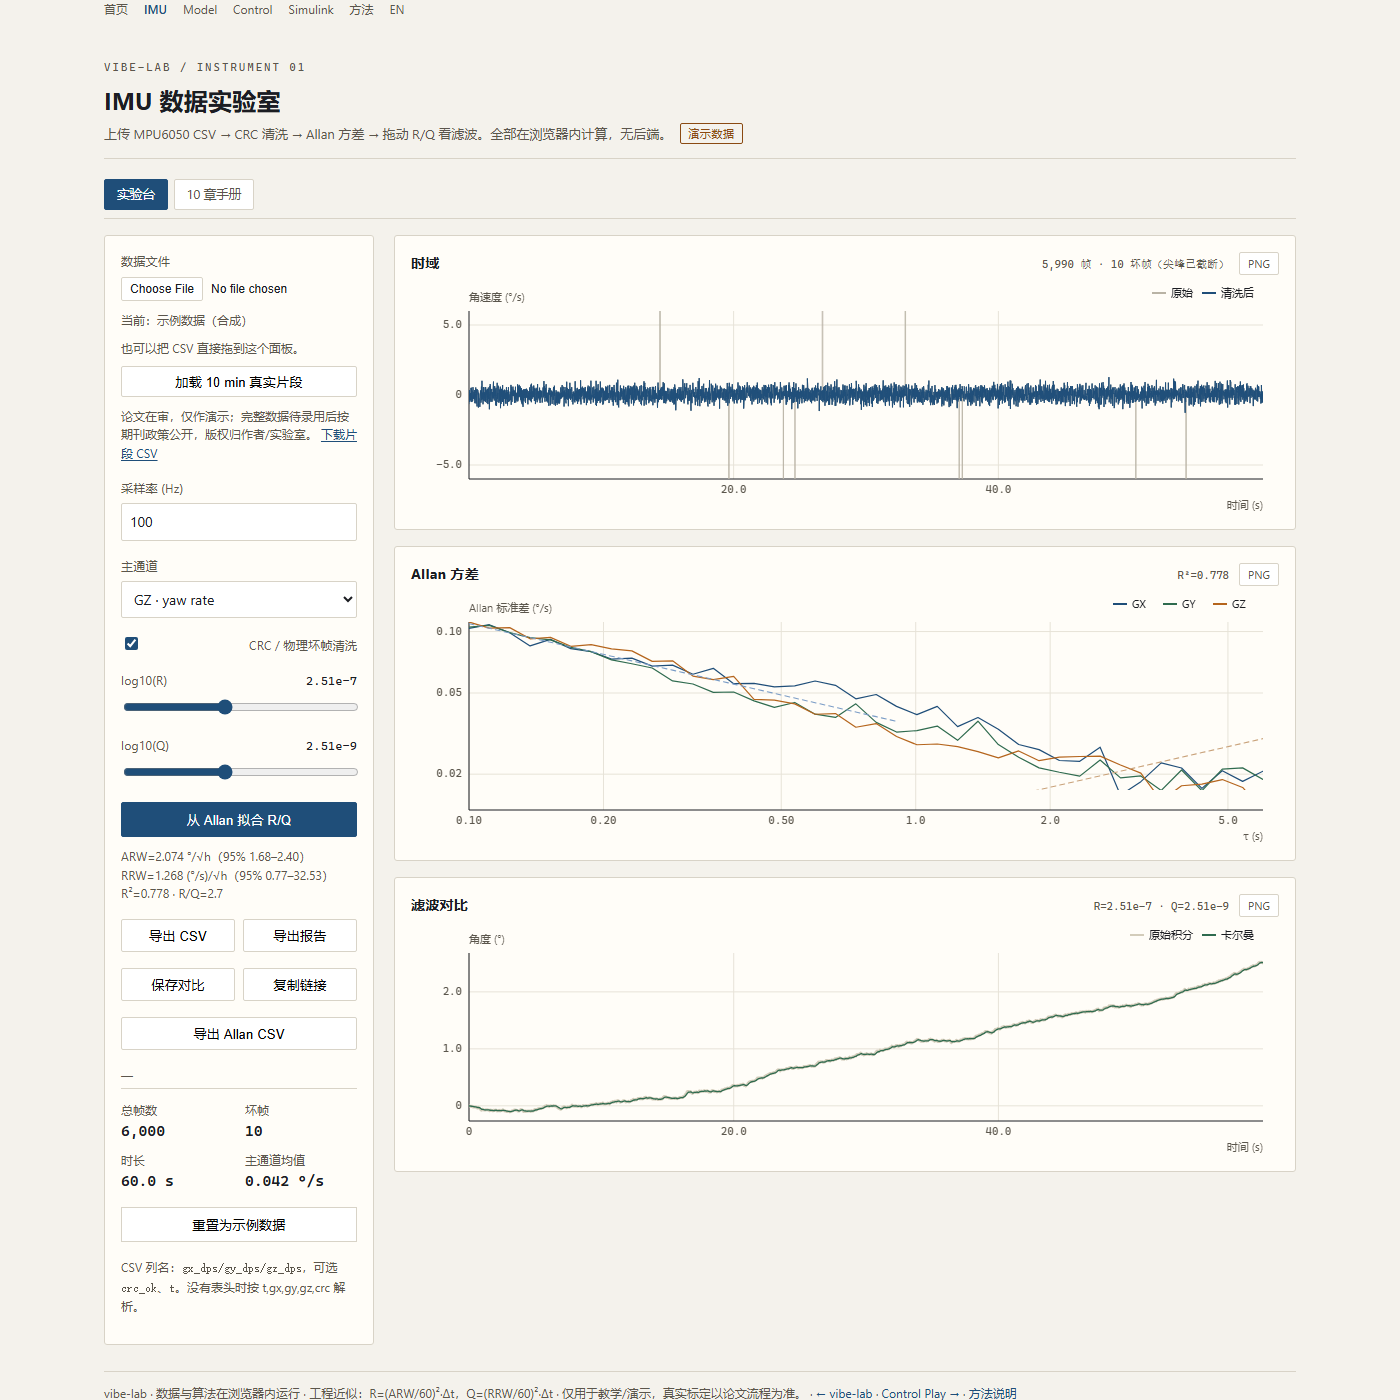 首页 IMU Model Control Simulink 方法 EN
VIBE-LAB / INSTRUMENT 01
IMU 数据实验室
上传 MPU6050 CSV → CRC 清洗 → Allan 方差 → 拖动 R/Q 看滤波。全部在浏览器内计算，无后端。 演示数据
实验台 10 章手册
数据文件
Choose File No file chosen
当前：示例数据（合成）
也可以把 CSV 直接拖到这个面板。
加载 10 min 真实片段
论文在审，仅作演示；完整数据待录用后按
期刊政策公开，版权归作者/实验室。 下载片
段 CSV
采样率 (Hz)
100
主通道
GZ · yaw rate
CRC / 物理坏帧清洗
log10(R) 2.51e-7
log10(Q) 2.51e-9
从 Allan 拟合 R/Q
ARW=2.074 °/√h（95% 1.68–2.40）
RRW=1.268 (°/s)/√h（95% 0.77–32.53）
R²=0.778 · R/Q=2.7
导出 CSV 导出报告
保存对比 复制链接
导出 Allan CSV
—
总帧数 坏帧
6,000 10
时长 主通道均值
60.0 s 0.042 °/s
重置为示例数据
CSV 列名：gx_dps/gy_dps/gz_dps，可选
crc_ok、t。没有表头时按 t,gx,gy,gz,crc 解
析。
时域 5,990 帧 · 10 坏帧（尖峰已截断） PNG
角速度 (°/s) 原始 清洗后
5.0
0
−5.0
20.0 40.0
时间 (s)
Allan 方差 R²=0.778 PNG
Allan 标准差 (°/s) GX GY GZ
0.10
0.05
0.02
0.10 0.20 0.50 1.0 2.0 5.0
τ (s)
滤波对比 R=2.51e-7 · Q=2.51e-9 PNG
角度 (°) 原始积分 卡尔曼
2.0
1.0
0
0 20.0 40.0
时间 (s)
vibe-lab · 数据与算法在浏览器内运行 · 工程近似：R=(ARW/60)²·Δt，Q=(RRW/60)²·Δt · 仅用于教学/演示，真实标定以论文流程为准。 · ← vibe-lab · Control Play → · 方法说明